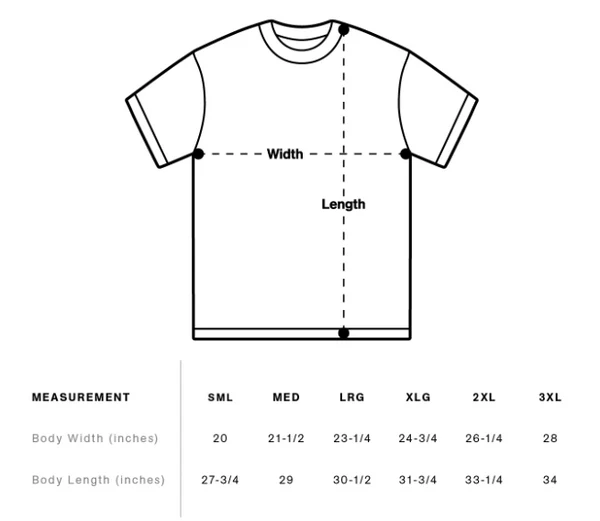 Width
Length
MEASUREMENT SML MED LRG XLG 2XL 3XL
Body Width (inches) 20 21-1/2 23-1/4 24-3/4 26-1/4 28
Body Length (inches) 27-3/4 29 30-1/2 31-3/4 33-1/4 34